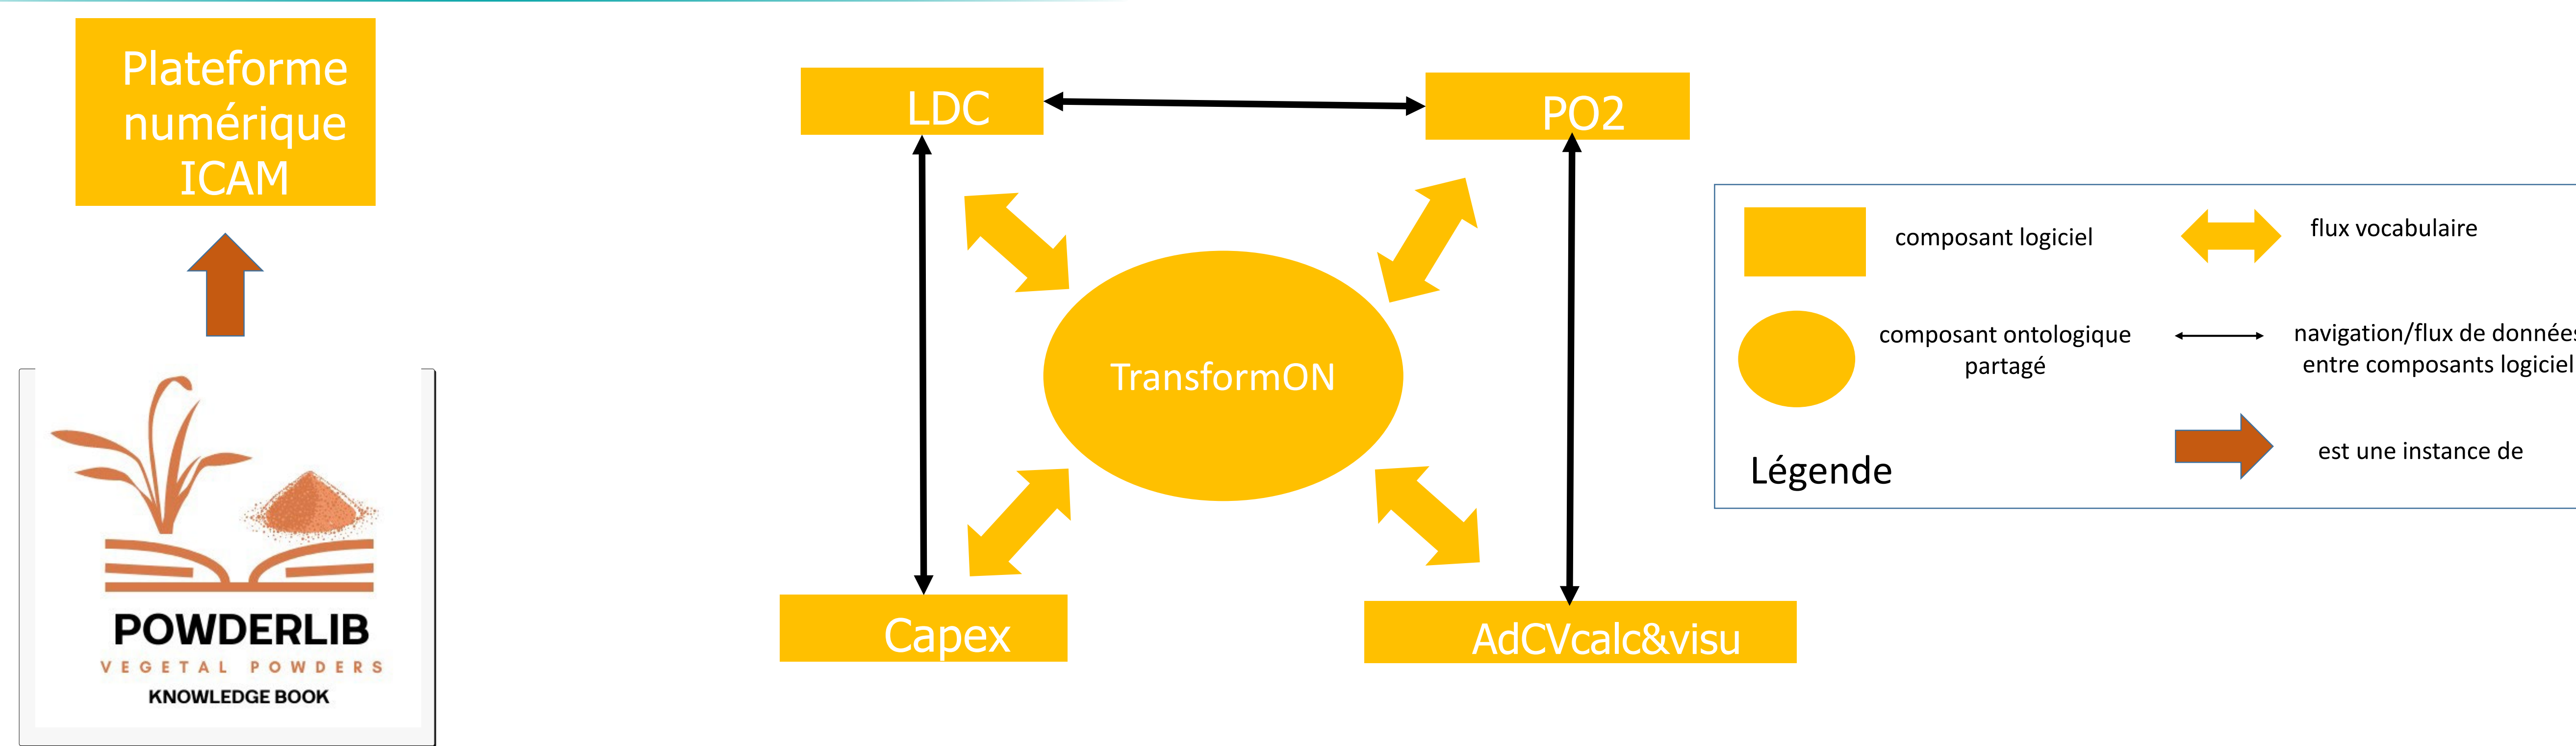 Plateforme
numérique
ICAM
POWDERLIB
VEGETAL POWDERS
KNOWLEDGE BOOK
LDC
PO2
TransformON
Capex
AdCVcalc&visu
composant logiciel
flux vocabulaire
composant ontologique
partagé
navigation/flux de données
entre composants logiciel
est une instance de
Légende